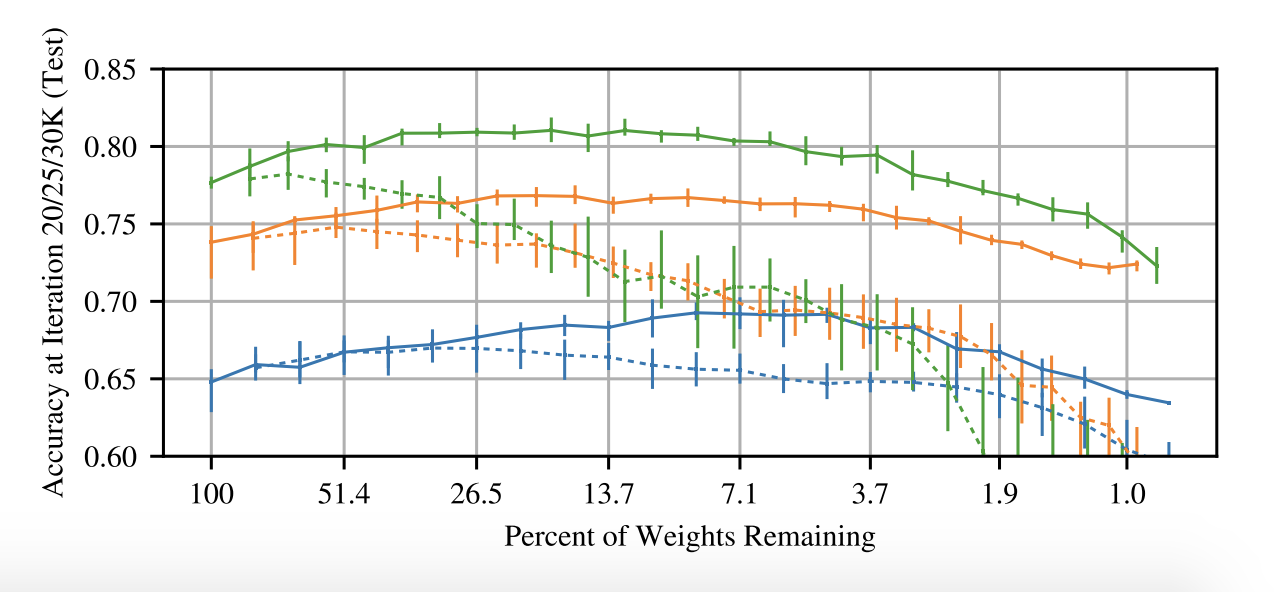 Accuracy at Iteration 20/25/30K (Test)
0.85
0.80
0.75
0.70
0.65
0.60
100 51.4 26.5 13.7 7.1 3.7 1.9 1.0
Percent of Weights Remaining